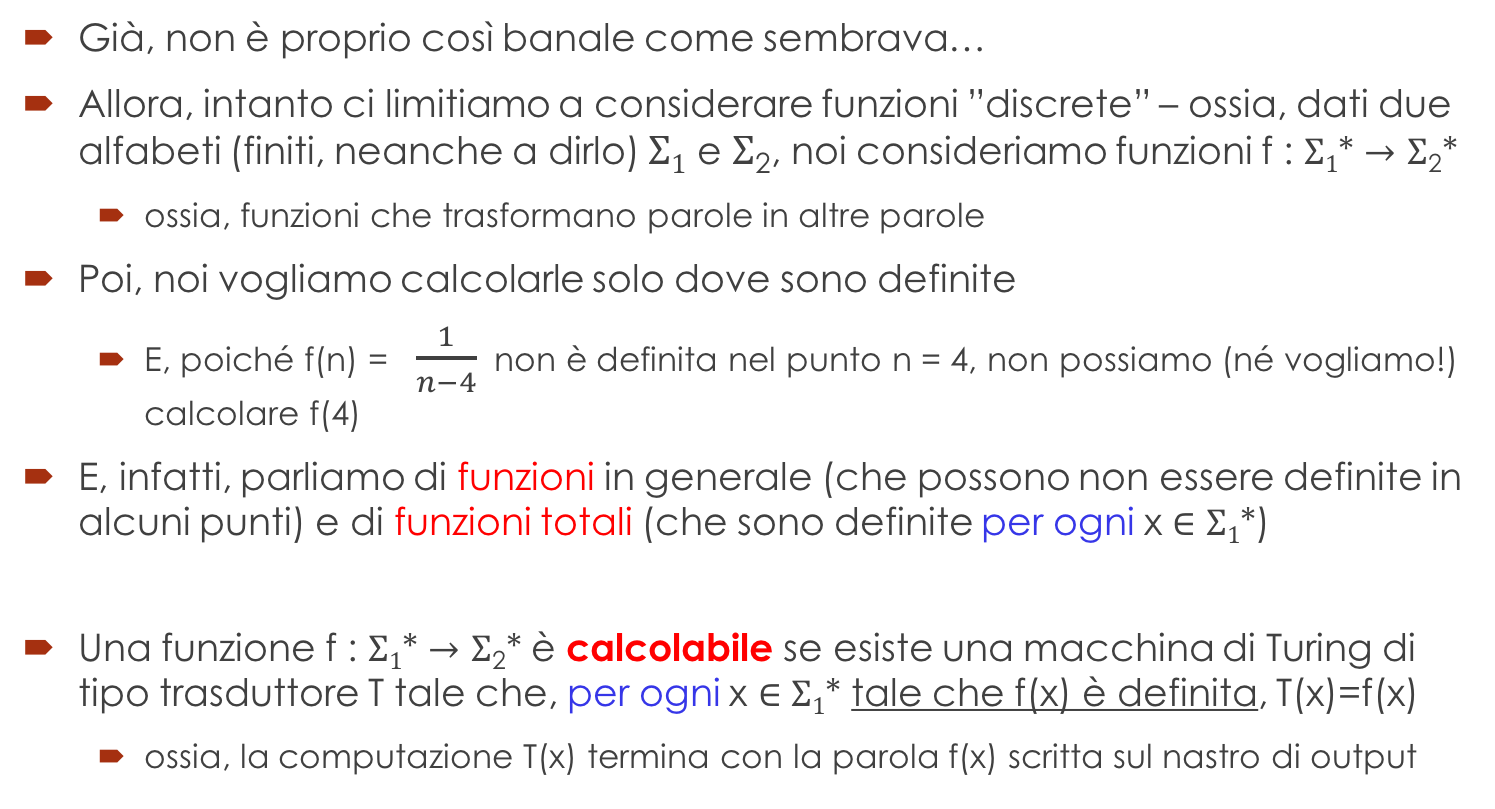 Già, non è proprio così banale come sembrava…
Allora, intanto ci limitiamo a considerare funzioni ”discrete” – ossia, dati due
alfabeti (finiti, neanche a dirlo) Σ₁ e Σ₂, noi consideriamo funzioni f : Σ₁* → Σ₂*
ossia, funzioni che trasformano parole in altre parole
Poi, noi vogliamo calcolarle solo dove sono definite
E, poiché f(n) = 1/(n−4) non è definita nel punto n = 4, non possiamo (né vogliamo!)
calcolare f(4)
E, infatti, parliamo di funzioni in generale (che possono non essere definite in
alcuni punti) e di funzioni totali (che sono definite per ogni x ∈ Σ₁*)
Una funzione f : Σ₁* → Σ₂* è calcolabile se esiste una macchina di Turing di
tipo trasduttore T tale che, per ogni x ∈ Σ₁* tale che f(x) è definita, T(x)=f(x)
ossia, la computazione T(x) termina con la parola f(x) scritta sul nastro di output